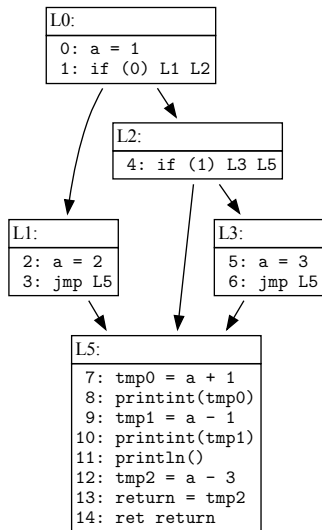 L0:
0: a = 1
1: if (0) L1 L2
L2:
4: if (1) L3 L5
L1:
2: a = 2
3: jmp L5
L3:
5: a = 3
6: jmp L5
L5:
7: tmp0 = a + 1
8: printint(tmp0)
9: tmp1 = a - 1
10: printint(tmp1)
11: println()
12: tmp2 = a - 3
13: return = tmp2
14: ret return